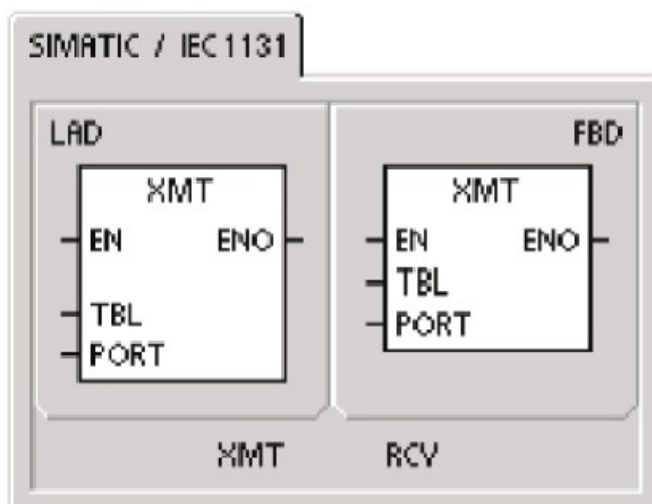 SIMATIC / IEC1131
LAD
FBD
XMT
EN ENO
TBL
PORT
XMT
EN ENO
TBL
PORT
XMT RCV